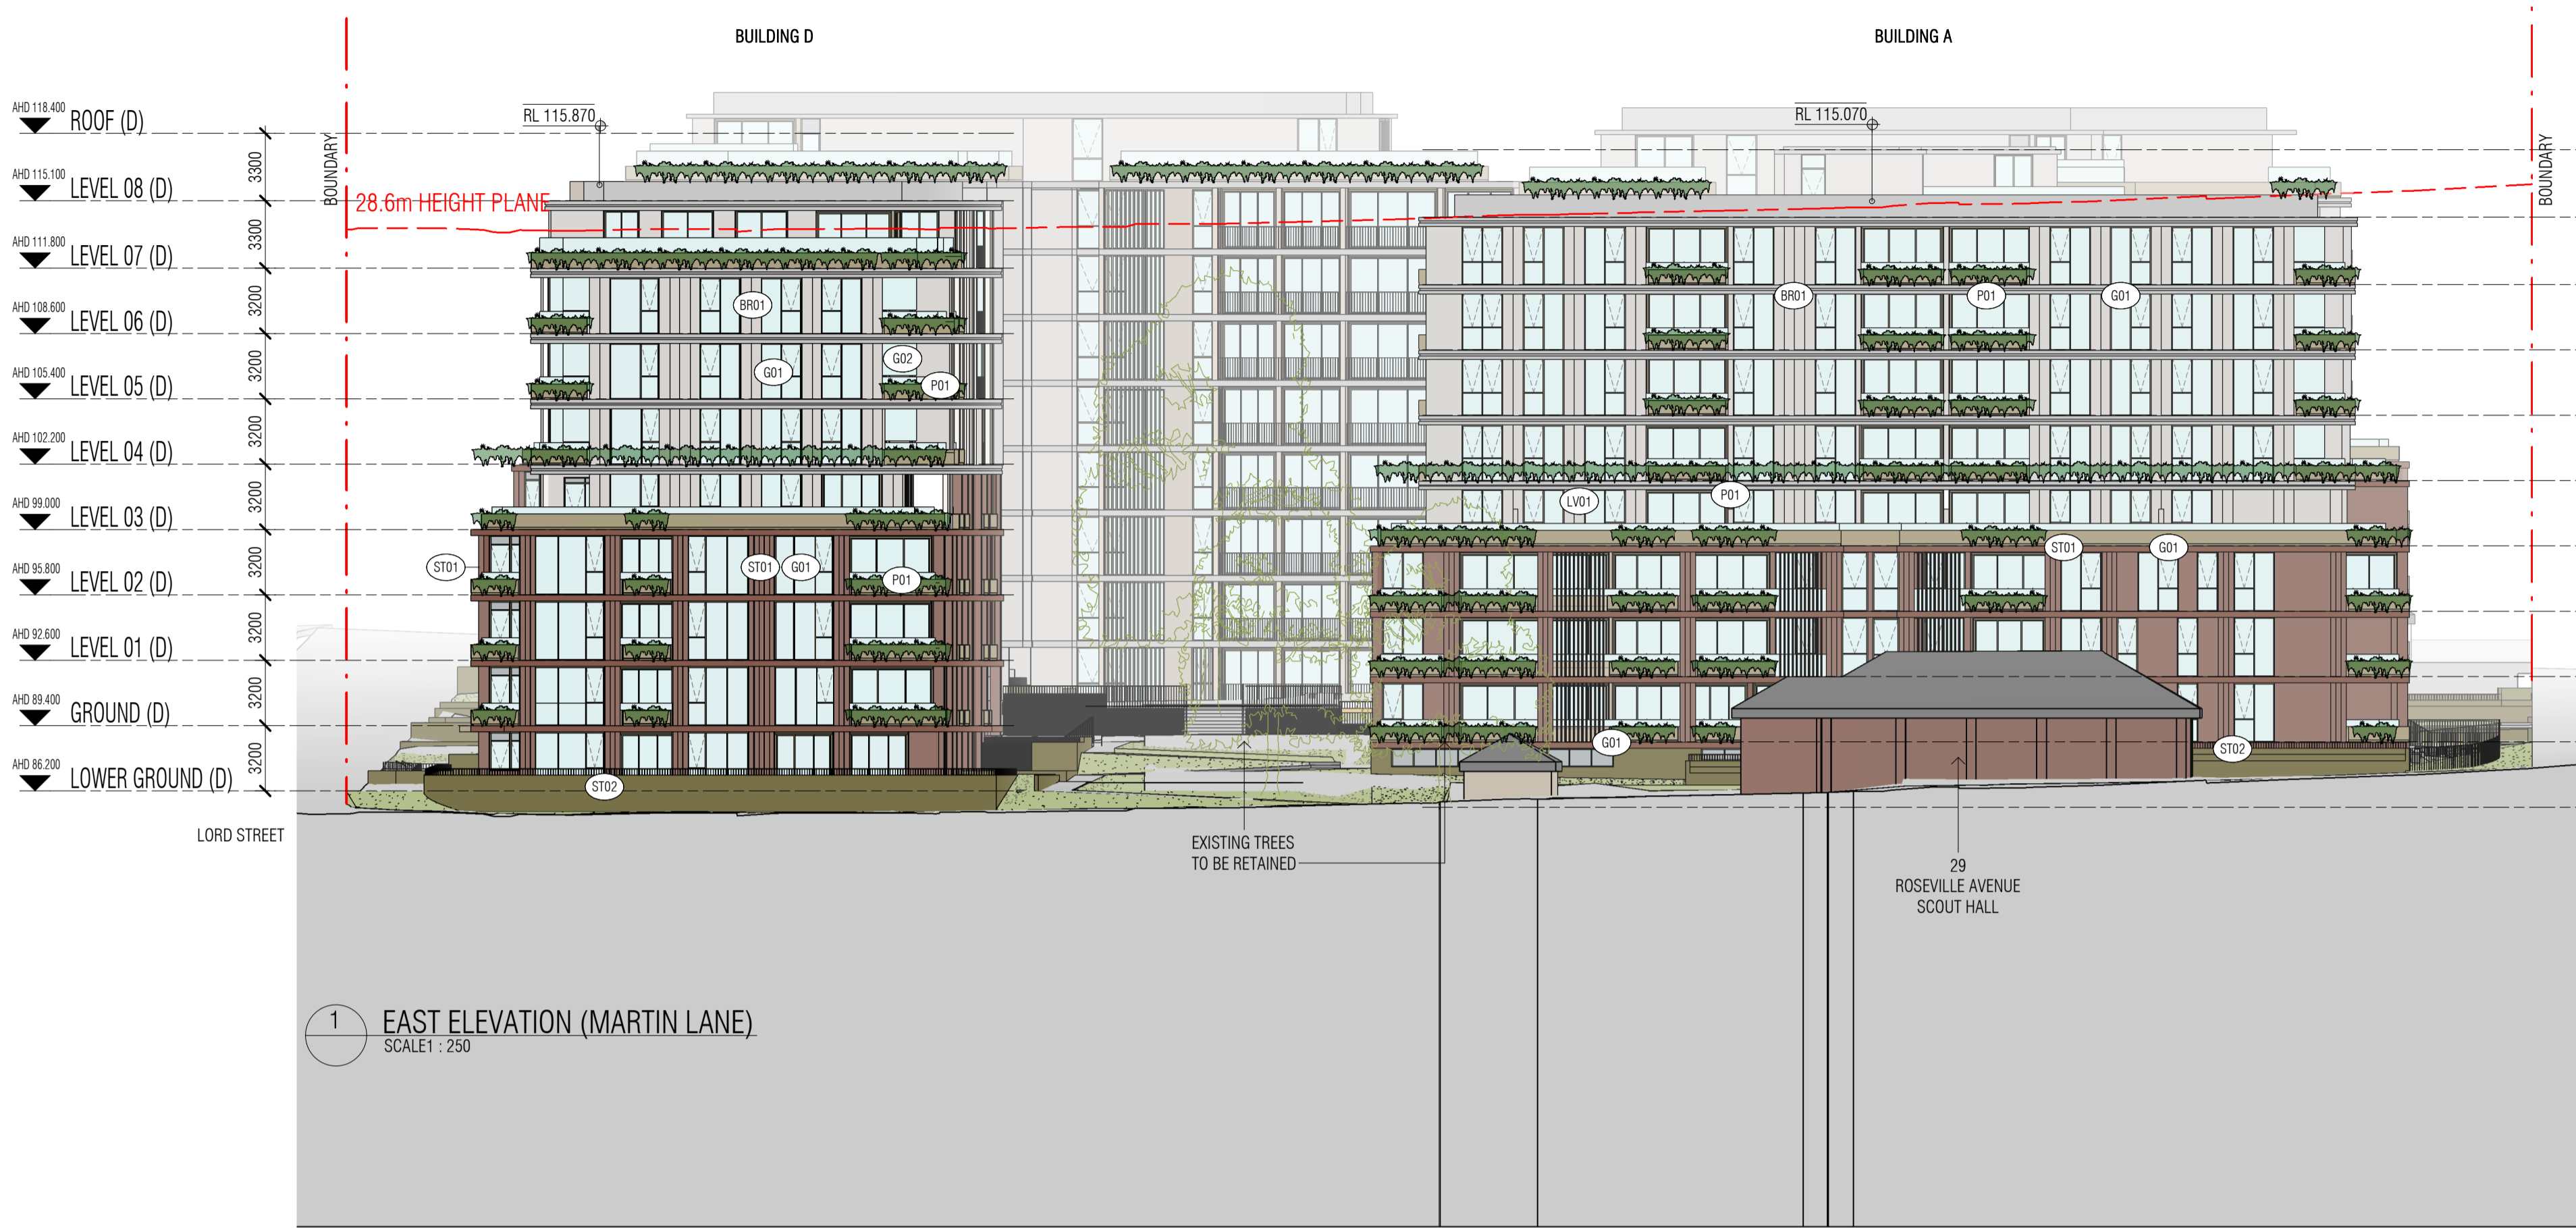 BUILDING D
BUILDING A
AHD 118.400
ROOF (D)
RL 115.870
RL 115.070
BOUNDARY
BOUNDARY
3300
AHD 115.100
LEVEL 08 (D)
28.6m HEIGHT PLANE
3300
AHD 111.800
LEVEL 07 (D)
3200
BR01
BR01
P01
G01
AHD 108.600
LEVEL 06 (D)
3200
G02
G01
P01
AHD 105.400
LEVEL 05 (D)
3200
AHD 102.200
LEVEL 04 (D)
3200
LV01
P01
AHD 99.000
LEVEL 03 (D)
3200
ST01
ST01
G01
P01
ST01
G01
AHD 95.800
LEVEL 02 (D)
3200
AHD 92.600
LEVEL 01 (D)
3200
AHD 89.400
GROUND (D)
3200
G01
ST02
AHD 86.200
LOWER GROUND (D)
ST02
LORD STREET
EXISTING TREES
TO BE RETAINED
29
ROSEVILLE AVENUE
SCOUT HALL
1
EAST ELEVATION (MARTIN LANE)
SCALE1 : 250